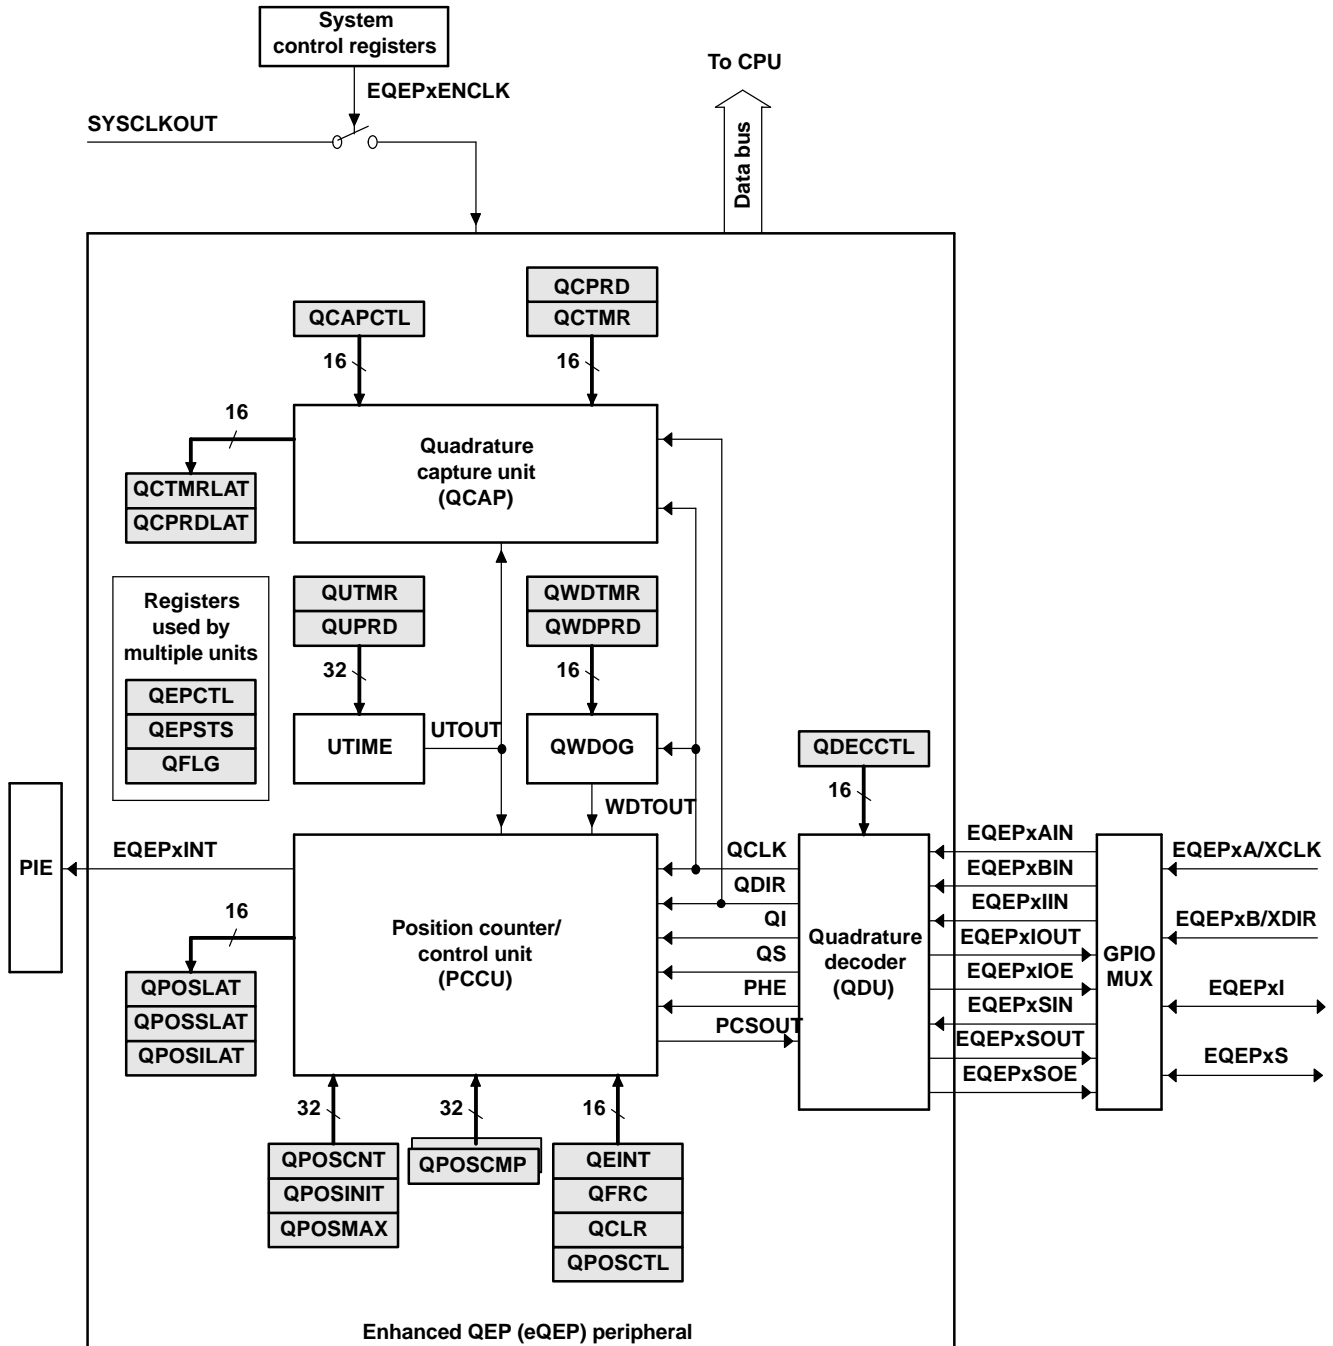 System
control registers
To CPU
EQEPxENCLK
SYSCLKOUT
Data bus
QCPRD
QCAPCTL
QCTMR
16
16
16
Quadrature
capture unit
(QCAP)
QCTMRLAT
QCPRDLAT
Registers
used by
multiple units
QUTMR
QUPRD
QWDTMR
QWDPRD
32
16
QEPCTL
QEPSTS
QFLG
UTIME
UTOUT
QWDOG
QDECCTL
WDTOUT
16
PIE
EQEPxINT
QCLK
QDIR
QI
QS
PHE
PCSOUT
16
Position counter/
control unit
(PCCU)
Quadrature
decoder
(QDU)
EQEPxAIN
EQEPxBIN
EQEPxIIN
EQEPxIOUT
EQEPxIOE
EQEPxSIN
EQEPxSOUT
EQEPxSOE
GPIO
MUX
EQEPxA/XCLK
EQEPxB/XDIR
EQEPxI
EQEPxS
QPOSLAT
QPOSSLAT
QPOSILAT
32
32
16
QPOSCNT
QPOSINIT
QPOSMAX
QPOSCMP
QEINT
QFRC
QCLR
QPOSCTL
Enhanced QEP (eQEP) peripheral